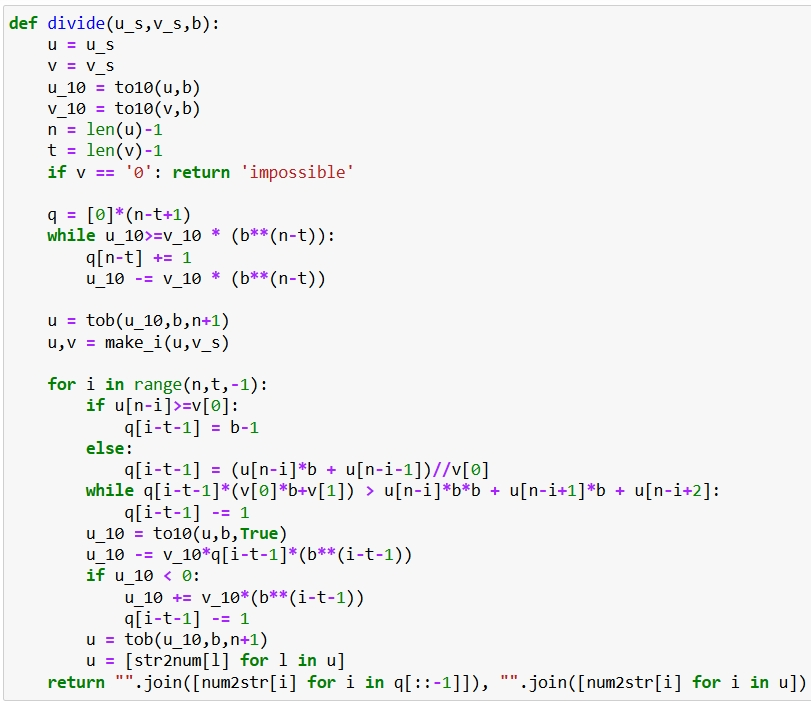 def divide(u_s,v_s,b):
    u = u_s
    v = v_s
    u_10 = to10(u,b)
    v_10 = to10(v,b)
    n = len(u)-1
    t = len(v)-1
    if v == '0': return 'impossible'

    q = [0]*(n-t+1)
    while u_10>=v_10 * (b**(n-t)):
        q[n-t] += 1
        u_10 -= v_10 * (b**(n-t))

    u = tob(u_10,b,n+1)
    u,v = make_i(u,v_s)

    for i in range(n,t,-1):
        if u[n-i]>=v[0]:
            q[i-t-1] = b-1
        else:
            q[i-t-1] = (u[n-i]*b + u[n-i-1])//v[0]
        while q[i-t-1]*(v[0]*b+v[1]) > u[n-i]*b*b + u[n-i+1]*b + u[n-i+2]:
            q[i-t-1] -= 1
        u_10 = to10(u,b,True)
        u_10 -= v_10*q[i-t-1]*(b**(i-t-1))
        if u_10 < 0:
            u_10 += v_10*(b**(i-t-1))
            q[i-t-1] -= 1
        u = tob(u_10,b,n+1)
        u = [str2num[l] for l in u]
    return "".join([num2str[i] for i in q[::-1]]), "".join([num2str[i] for i in u])